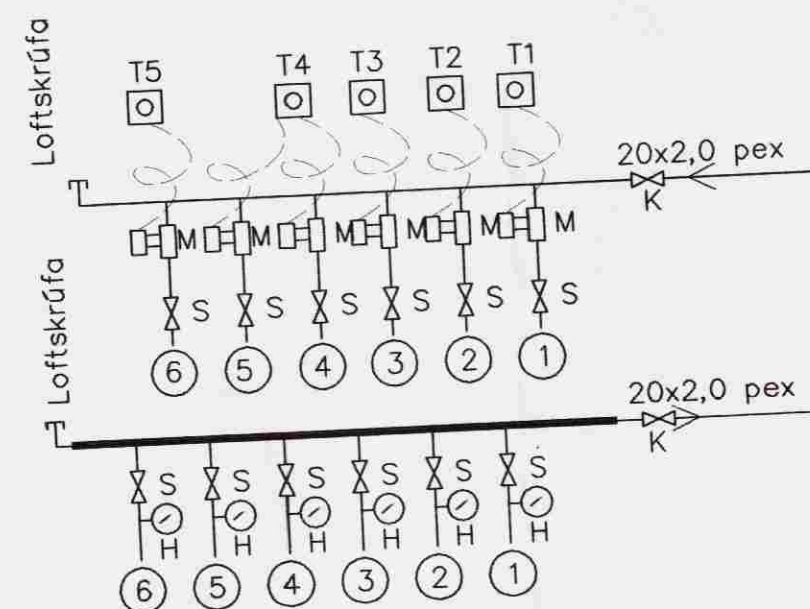 Loftskrúfa
T5 T4 T3 T2 T1
20x2,0 pex
K
M M M M M M
S S S S S S
6 5 4 3 2 1
Loftskrúfa
20x2,0 pex
K
S S S S S S
H H H H H H
6 5 4 3 2 1